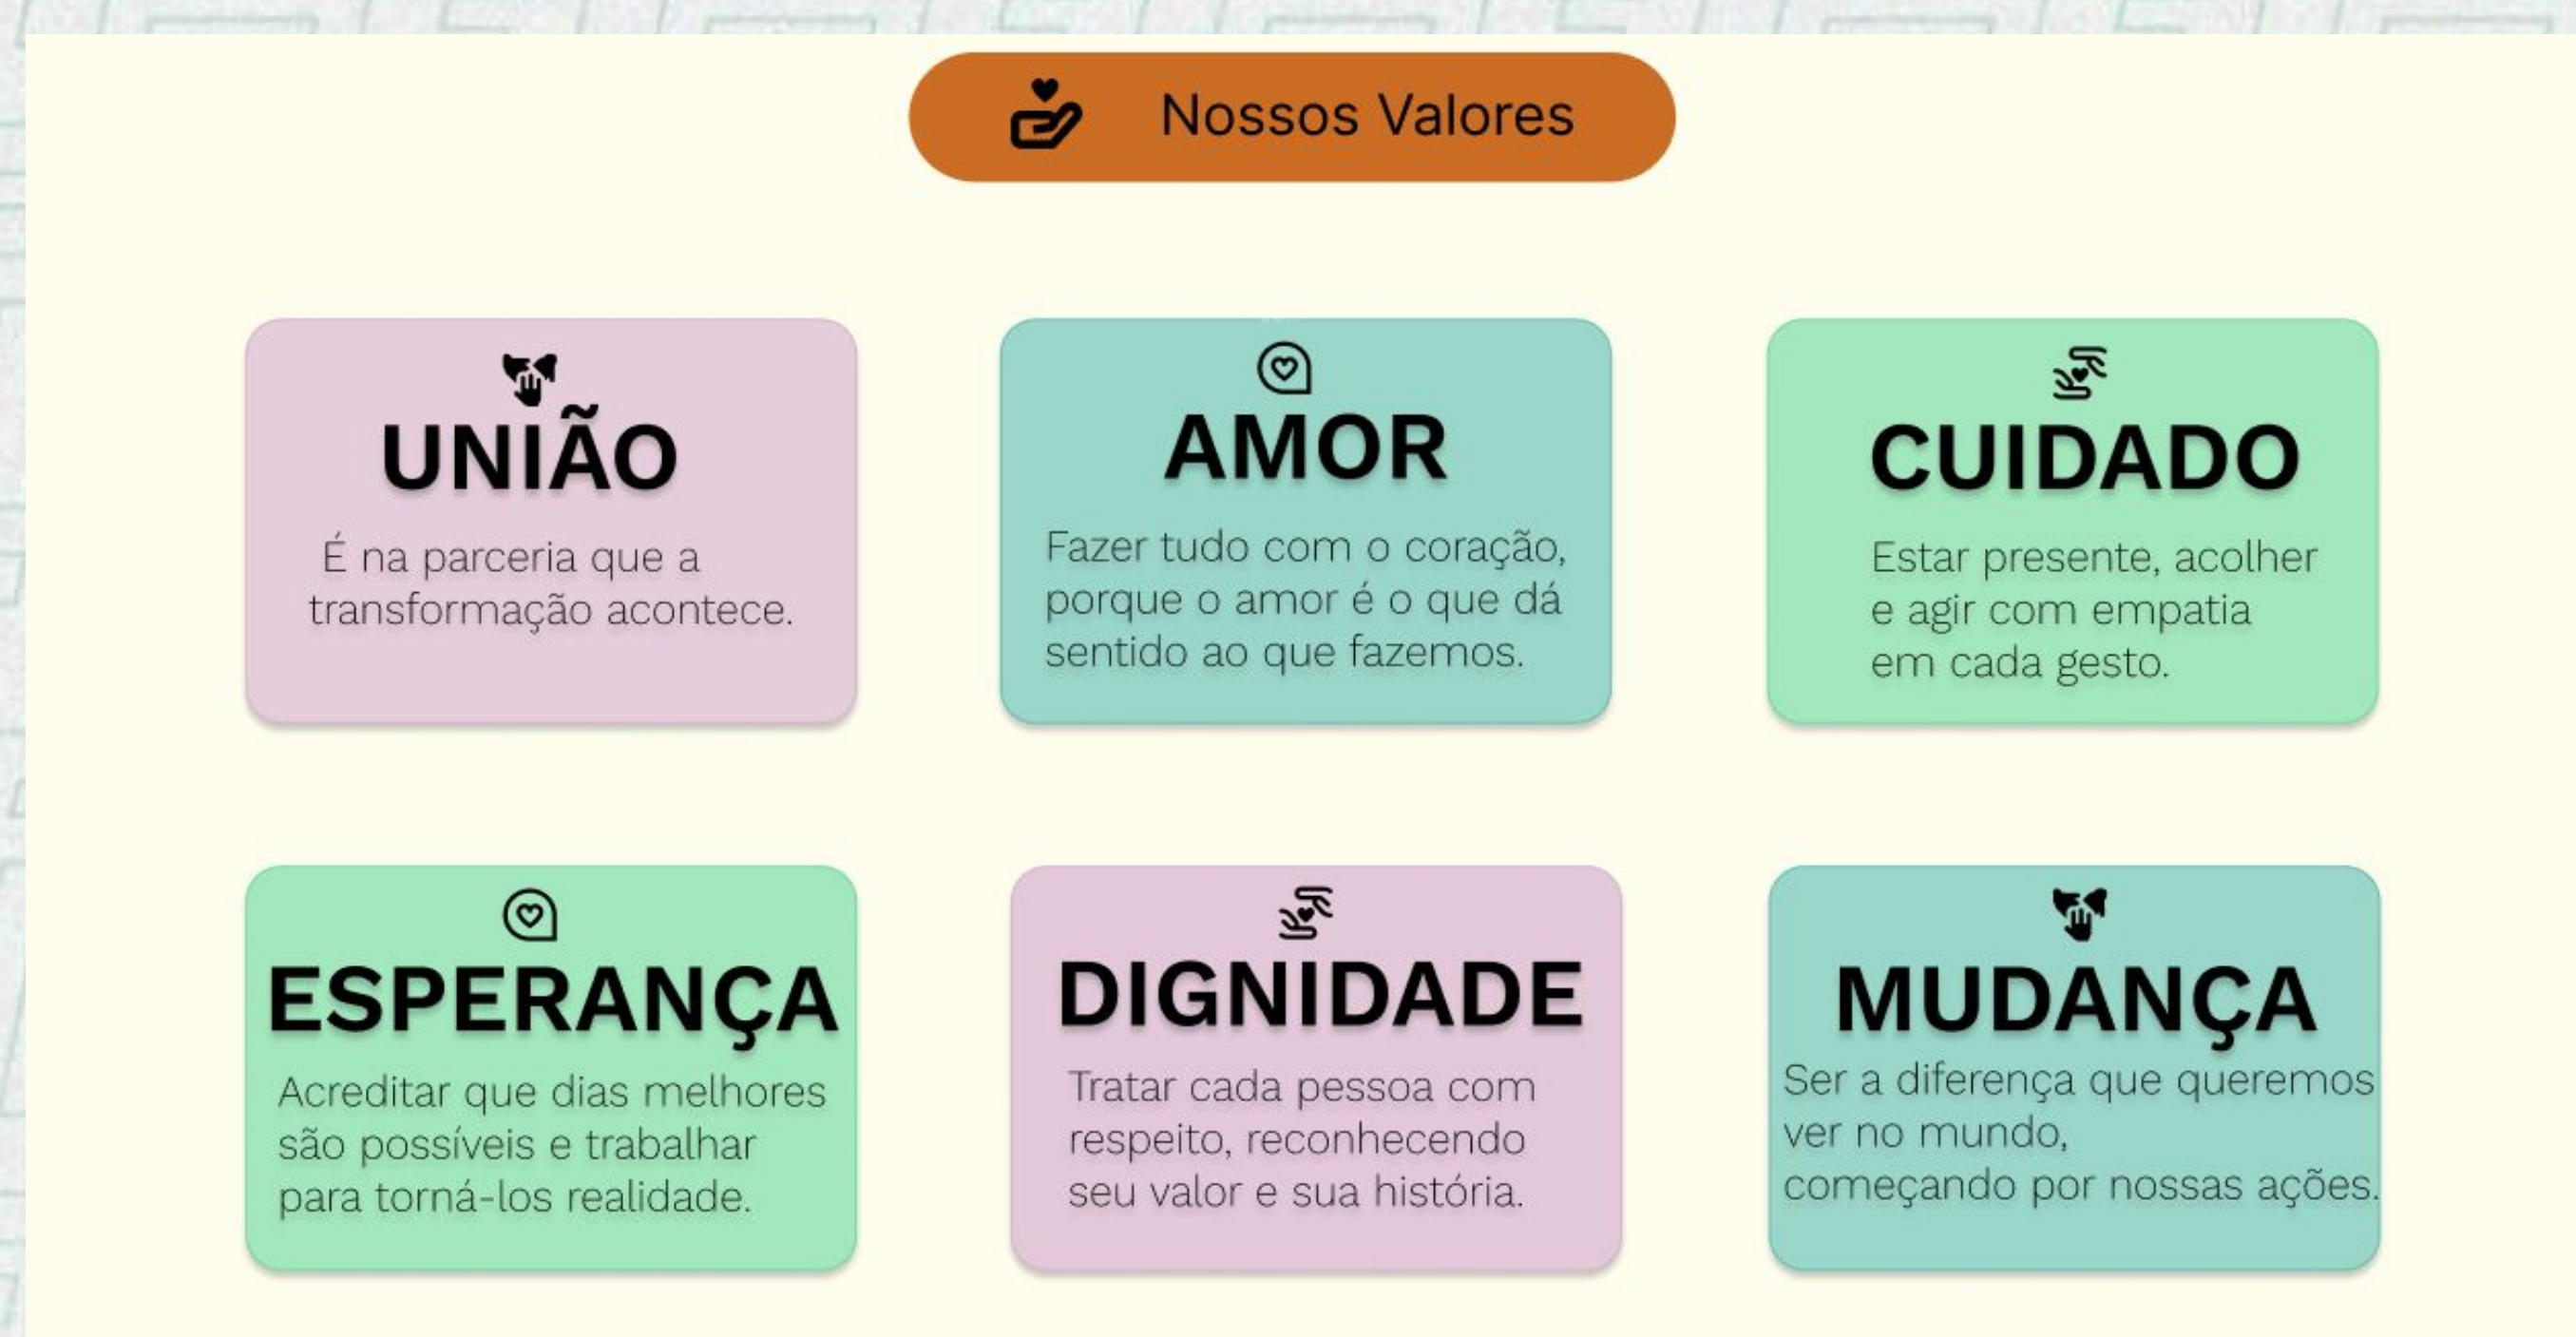 Nossos Valores
UNIÃO
É na parceria que a
transformação acontece.
AMOR
Fazer tudo com o coração,
porque o amor é o que dá
sentido ao que fazemos.
CUIDADO
Estar presente, acolher
e agir com empatia
em cada gesto.
ESPERANÇA
Acreditar que dias melhores
são possíveis e trabalhar
para torná-los realidade.
DIGNIDADE
Tratar cada pessoa com
respeito, reconhecendo
seu valor e sua história.
MUDANÇA
Ser a diferença que queremos
ver no mundo,
começando por nossas ações.